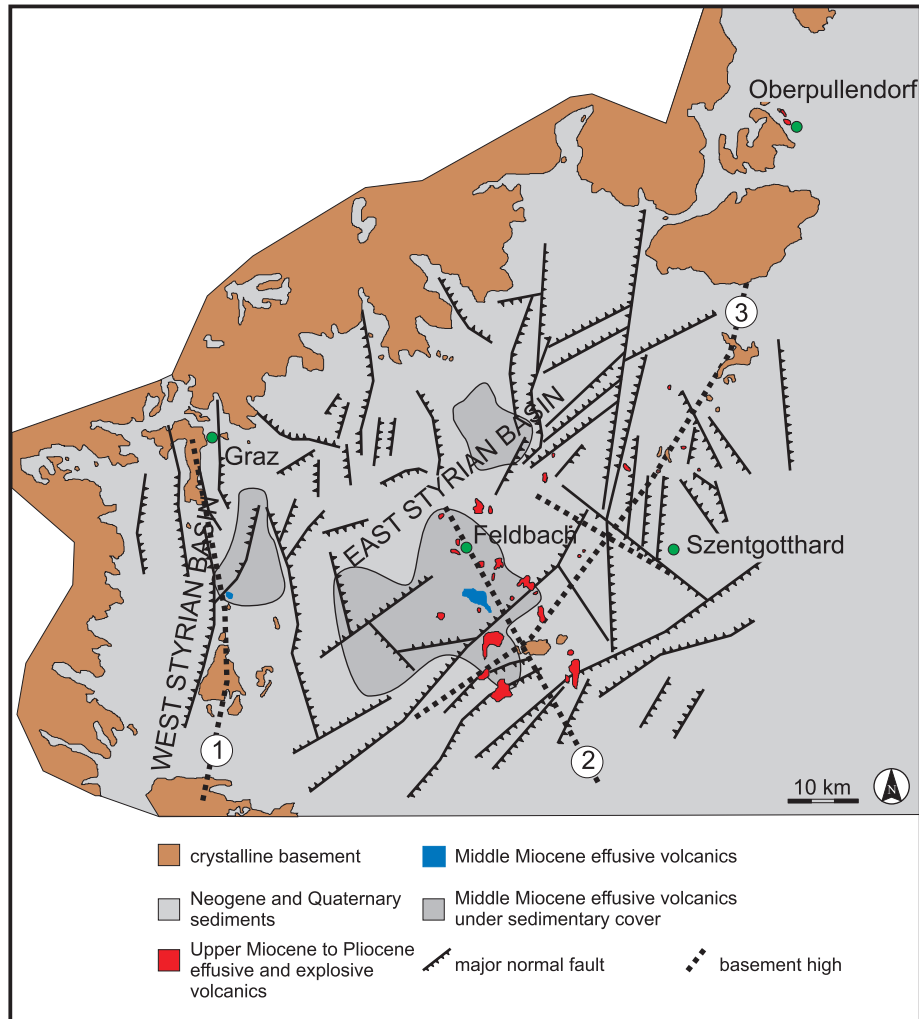 Oberpullendorf
3
EAST STYRIAN BASIN
Graz
Feldbach
Szentgotthard
WEST STYRIAN BASIN
1
2
10 km
N
crystalline basement
Middle Miocene effusive volcanics
Neogene and Quaternary
sediments
Middle Miocene effusive volcanics
under sedimentary cover
Upper Miocene to Pliocene
effusive and explosive
volcanics
major normal fault
basement high